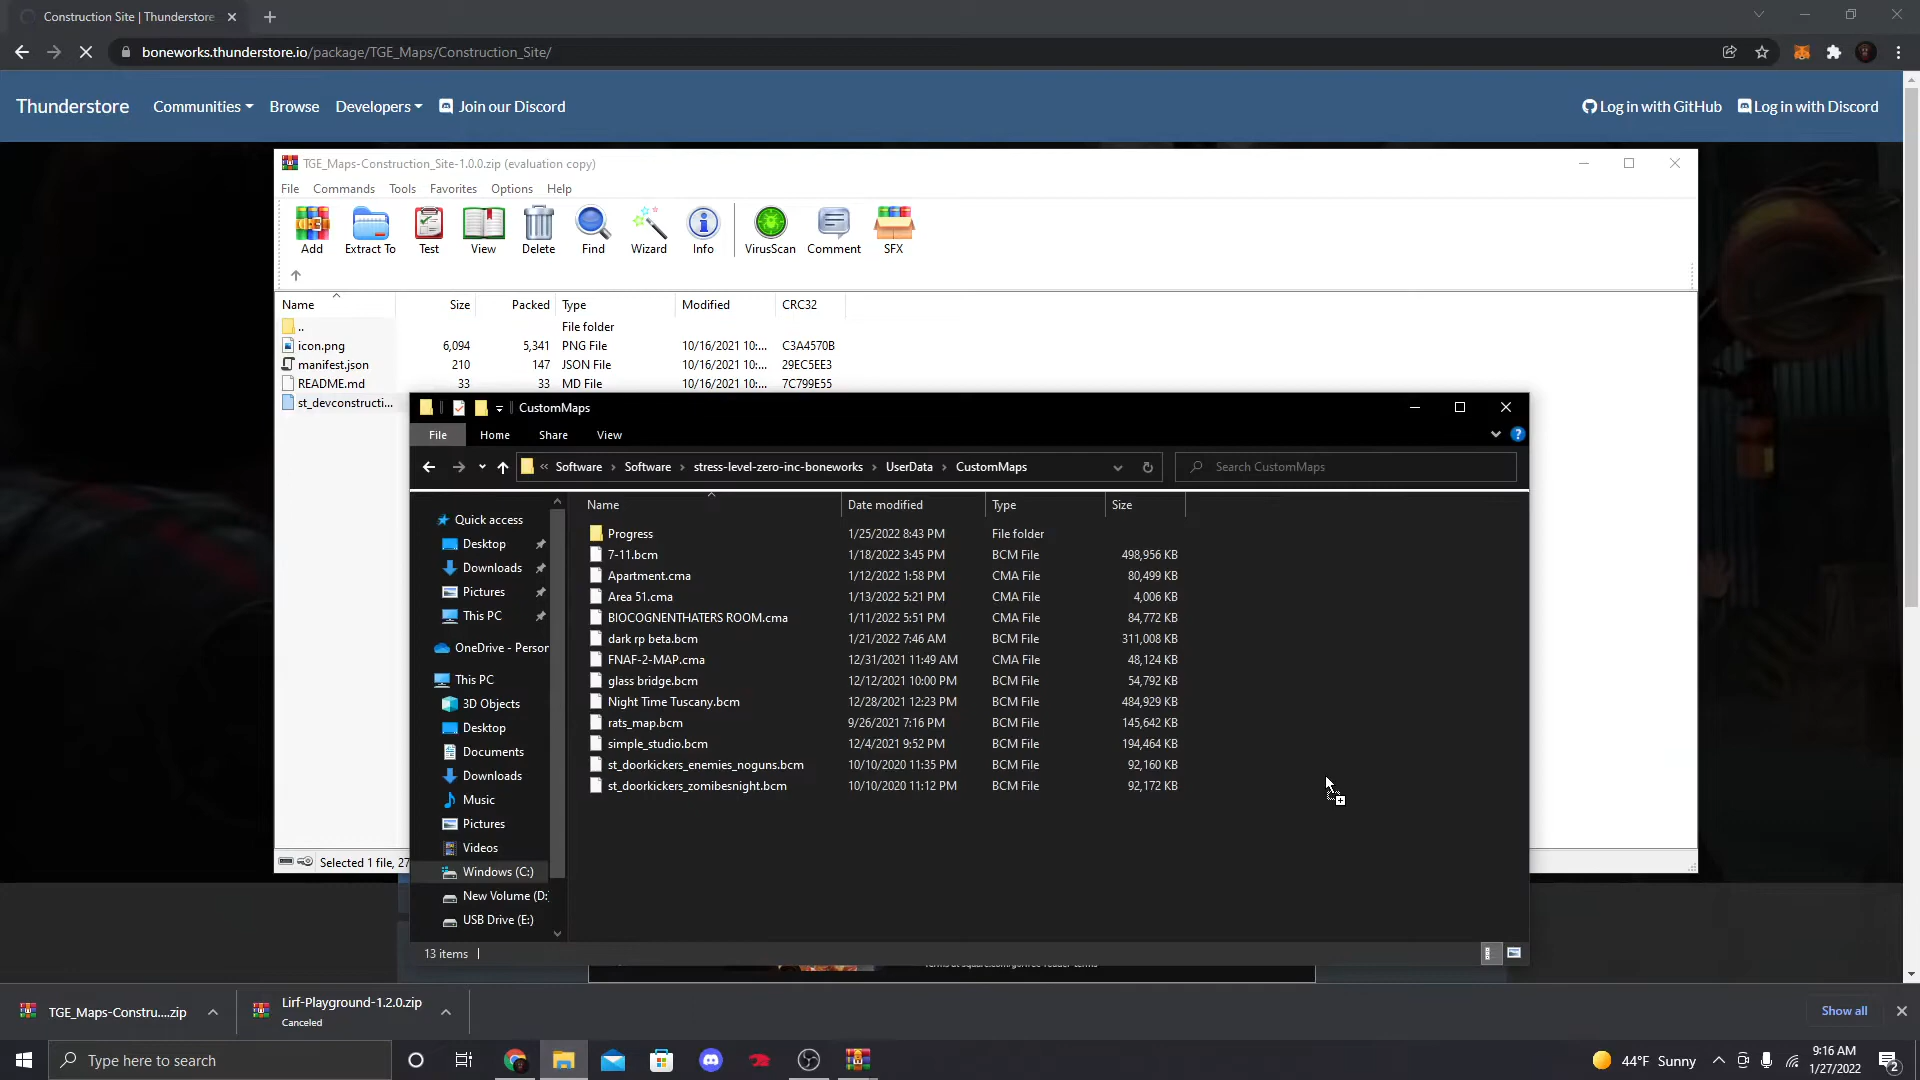 Construction Site | Thunderstore
boneworks.thunderstore.io/package/TGE_Maps/Construction_Site/
Thunderstore Communities Browse Developers Join our Discord Log in with GitHub Log in with Discord
TGE_Maps-Construction_Site-1.0.0.zip (evaluation copy)
File Commands Tools Favorites Options Help
Add Extract To Test View Delete Find Wizard Info VirusScan Comment SFX
Name Size Packed Type Modified CRC32
.. File folder
icon.png 6,094 5,341 PNG File 10/16/2021 10:... C3A4570B
manifest.json 210 147 JSON File 10/16/2021 10:... 29EC5EE3
README.md 33 33 MD File 10/16/2021 10:... 7C799E55
st_devconstructi...
CustomMaps
File Home Share View
« Software › Software › stress-level-zero-inc-boneworks › UserData › CustomMaps Search CustomMaps
Name Date modified Type Size
Quick access
Desktop
Downloads
Pictures
This PC
OneDrive - Person
This PC
3D Objects
Desktop
Documents
Downloads
Music
Pictures
Videos
Windows (C:)
New Volume (D:
USB Drive (E:)
Progress 1/25/2022 8:43 PM File folder
7-11.bcm 1/18/2022 3:45 PM BCM File 498,956 KB
Apartment.cma 1/12/2022 1:58 PM CMA File 80,499 KB
Area 51.cma 1/13/2022 5:21 PM CMA File 4,006 KB
BIOCOGNENTHATERS ROOM.cma 1/11/2022 5:51 PM CMA File 84,772 KB
dark rp beta.bcm 1/21/2022 7:46 AM BCM File 311,008 KB
FNAF-2-MAP.cma 12/31/2021 11:49 AM CMA File 48,124 KB
glass bridge.bcm 12/12/2021 10:00 PM BCM File 54,792 KB
Night Time Tuscany.bcm 12/28/2021 12:23 PM BCM File 484,929 KB
rats_map.bcm 9/26/2021 7:16 PM BCM File 145,642 KB
simple_studio.bcm 12/4/2021 9:52 PM BCM File 194,464 KB
st_doorkickers_enemies_noguns.bcm 10/10/2020 11:35 PM BCM File 92,160 KB
st_doorkickers_zomibesnight.bcm 10/10/2020 11:12 PM BCM File 92,172 KB
Selected 1 file, 27
13 items
TGE_Maps-Constru....zip
Lirf-Playground-1.2.0.zip
Canceled
Show all
Type here to search
44°F Sunny
9:16 AM
1/27/2022
2